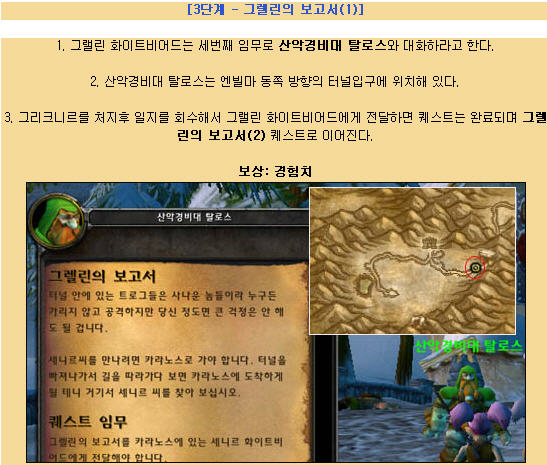 [3단계 - 그렐린의 보고서(1)]
1. 그렐린 화이트비어드는 세번째 임무로 산악경비대 탈로스와 대화하라고 한다.
2. 산악경비대 탈로스는 엔빌마 동쪽 방향의 터널입구에 위치해 있다.
3. 그리크니르를 처지후 일지를 회수해서 그렐린 화이트비어드에게 전달하면 퀘스트는 완료되며 그렐
린의 보고서(2) 퀘스트로 이어진다.
보상: 경험치
산악경비대 탈로스
그렐린의 보고서
터널 안에 있는 트로그들은 사나운 놈들이라 누구든
가리지 않고 공격하지만 당신 정도면 큰 걱정은 안 해
도 될 겁니다.
세니르씨를 만나려면 카라노스로 가야 합니다. 터널을
빠져나가서 길을 따라가다 보면 카라노스에 도착하게
될 테니 거기서 세니르 씨를 찾아 보십시오.
퀘스트 임무
그렐린의 보고서를 카라노스에 있는 세니르 화이트비
어드에게 전달해야 합니다.
산악경비대 탈로스